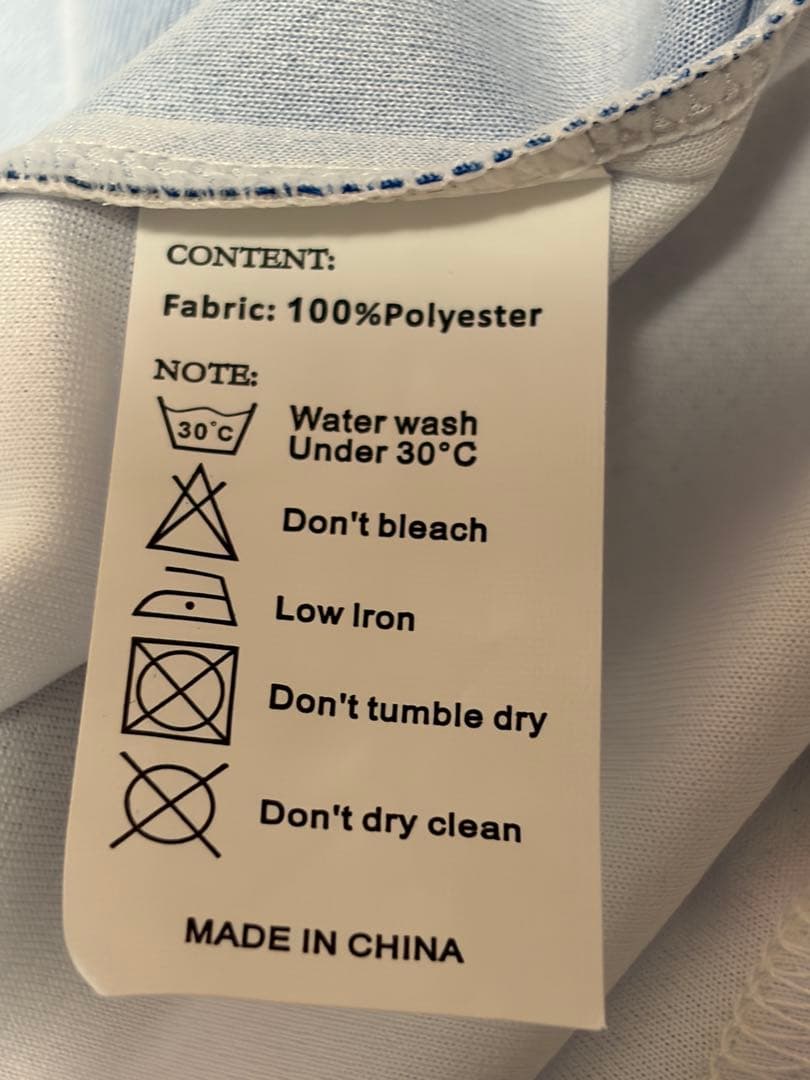 CONTENT:
Fabric: 100%Polyester
NOTE:
30°C
Water wash
Under 30°C
Don't bleach
Low Iron
Don't tumble dry
Don't dry clean
MADE IN CHINA